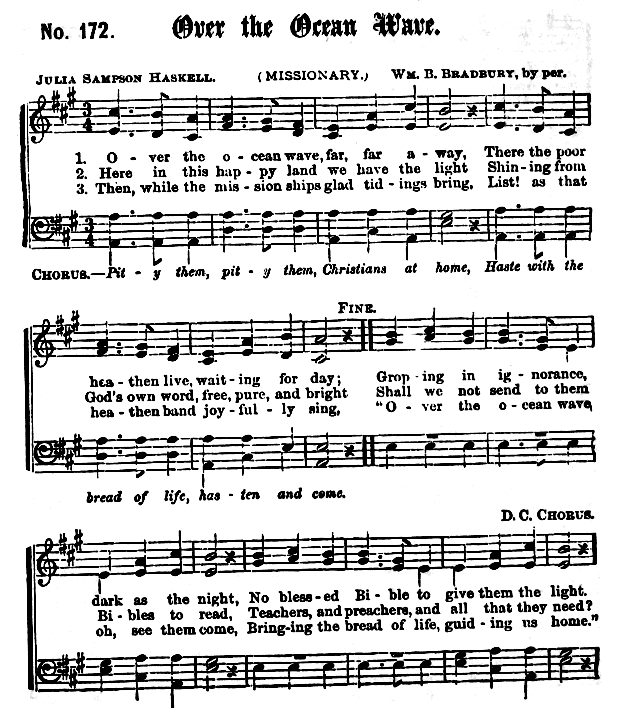 No. 172. Over the Ocean Wave.
JULIA SAMPSON HASKELL. (MISSIONARY.) WM. B. BRADBURY, by per.
3 4
1. O - ver the o - cean wave, far, far a - way, There the poor
2. Here in this hap - py land we have the light Shin - ing from
3. Then, while the mis - sion ships glad tid - ings bring, List! as that
3 4
CHORUS.—Pit - y them, pit - y them, Christians at home, Haste with the
FINE.
hea - then live, wait - ing for day; Grop - ing in ig - norance,
God's own word, free, pure, and bright Shall we not send to them
hea - then band joy - ful - ly sing, "O - ver the o - cean wave,
bread of life, has - ten and come.
D. C. CHORUS.
dark as the night, No bless - ed Bi - ble to give them the light.
Bi - bles to read, Teachers, and preachers, and all that they need?
oh, see them come, Bring-ing the bread of life, guid - ing us home."